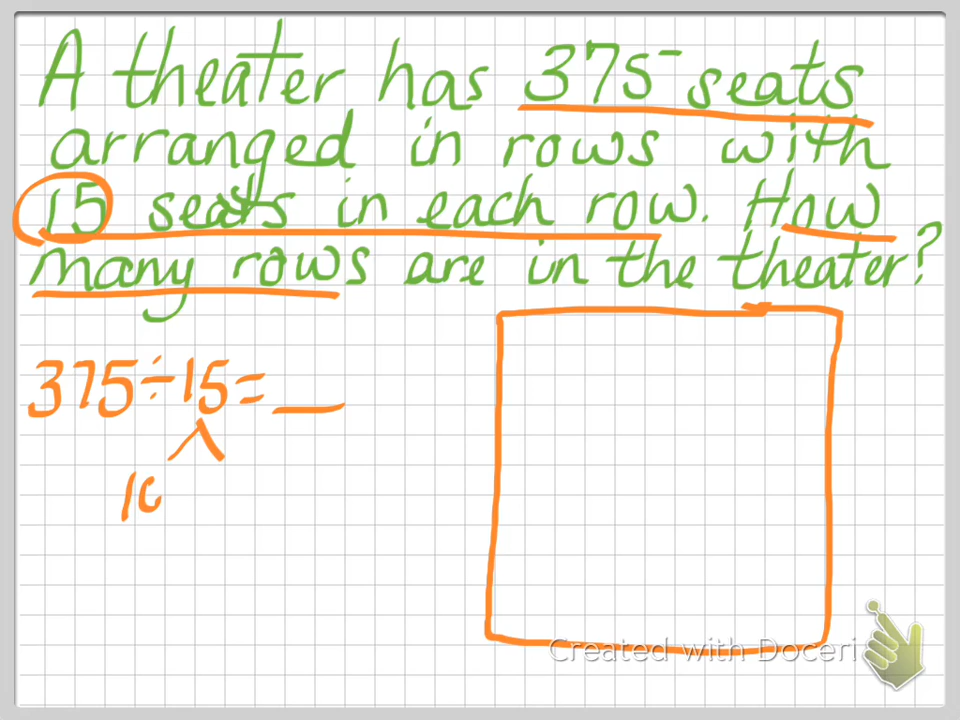 A theater has 375 seats
arranged in rows with
15 seats in each row. How
many rows are in the theater?
375 ÷ 15 = __
10
Created with Doceri